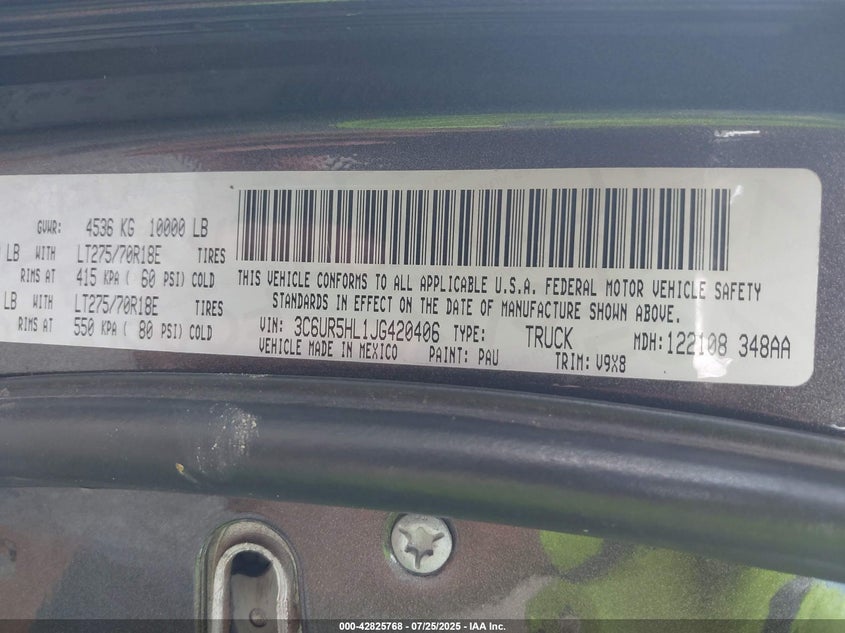 GVWR: 4536 KG 10000 LB
LB WITH LT275/70R18E TIRES
RIMS AT 415 KPA ( 60 PSI) COLD
LB WITH LT275/70R18E TIRES
RIMS AT 550 KPA ( 80 PSI) COLD
THIS VEHICLE CONFORMS TO ALL APPLICABLE U.S.A. FEDERAL MOTOR VEHICLE SAFETY
STANDARDS IN EFFECT ON THE DATE OF MANUFACTURE SHOWN ABOVE.
VIN: 3C6UR5HL1JG420406 TYPE: TRUCK MDH: 122108 348AA
VEHICLE MADE IN MEXICO PAINT: PAU TRIM: V9X8
000-42825768 - 07/25/2025 - IAA Inc.